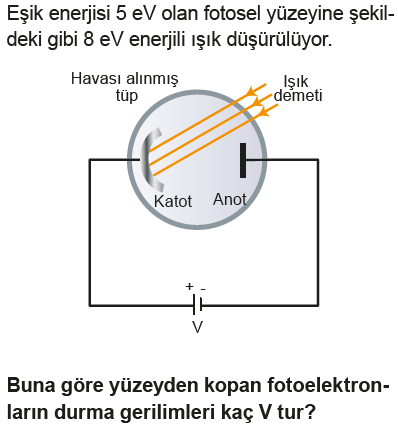 Eşik enerjisi 5 eV olan fotosel yüzeyine şekil-
deki gibi 8 eV enerjili ışık düşürülüyor.
Havası alınmış
tüp
Işık
demeti
Katot
Anot
+ -
V
Buna göre yüzeyden kopan fotoelektron-
ların durma gerilimleri kaç V tur?